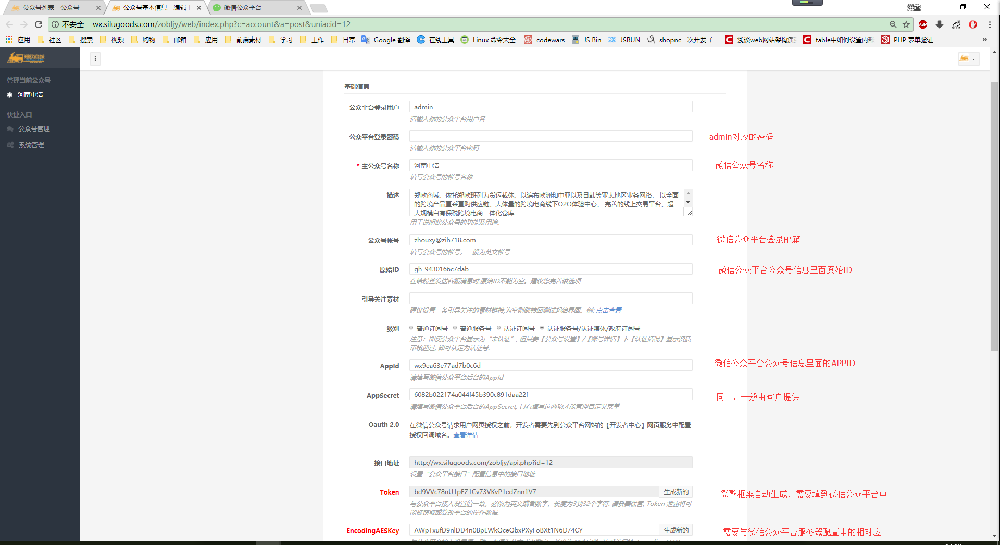 公众号列表 - 公众号 -
公众号基本信息 - 编辑主
微信公众平台
不安全
wx.silugoods.com/zobljy/web/index.php?c=account&a=post&uniacid=12
ABP
应用
社区
搜索
视频
购物
邮箱
应用
前端素材
学习
工作
日常
Google 翻译
在线工具
Linux 命令大全
codewars
JS Bin
JSRUN
shopnc二次开发（二
浅谈web网站架构演
table中如何设置内部
PHP 表单验证
»
郑欧商城
管理当前公众号
河南中浩
快捷入口
公众号管理
系统管理
基础信息
公众平台登录用户
admin
请输入你的公众平台用户名
公众平台登录密码
admin对应的密码
请输入你的公众平台密码
* 主公众号名称
河南中浩
微信公众号名称
填写公众号的帐号名称
描述
郑欧商城，依托郑欧班列为货运载体，以遍布欧洲和中亚以及日韩等亚太地区业务网络， 以全面
的跨境产品直采直购供应链、大体量的跨境电商线下O2O体验中心、 完善的线上交易平台、超
大规模自有保税跨境电商一体化仓库
用于说明此公众号的功能及用途。
公众号帐号
zhouxy@zih718.com
微信公众平台登录邮箱
填写公众号的帐号，一般为英文帐号
原始ID
gh_9430166c7dab
微信公众平台公众号信息里面原始ID
在给粉丝发送客服消息时,原始ID不能为空。建议您完善该选项
引导关注素材
建议设置一条引导关注的素材链接,为空则跳转回测试起始界面。例: 点击查看
级别
普通订阅号
普通服务号
认证订阅号
认证服务号/认证媒体/政府订阅号
注意：即使公众平台显示为“未认证”, 但只要【公众号设置】/【账号详情】下【认证情况】显示资质
审核通过, 即可认定为认证号.
AppId
wx9ea63e77ad7b0c6d
微信公众平台公众号信息里面的APPID
请填写微信公众平台后台的AppId
AppSecret
6082b022174a044f45b390c891daa22f
同上，一般由客户提供
请填写微信公众平台后台的AppSecret, 只有填写这两项才能管理自定义菜单
Oauth 2.0
在微信公众号请求用户网页授权之前，开发者需要先到公众平台网站的【开发者中心】网页服务中配置
授权回调域名。查看详情
接口地址
http://wx.silugoods.com/zobljy/api.php?id=12
设置“公众平台接口”配置信息中的接口地址
Token
bd9VVc78nU1pEZ1Cv73VKvP1edZnn1V7
生成新的
微擎框架自动生成，需要填到微信公众平台中
与公众平台接入设置值一致，必须为英文或者数字，长度为3到32个字符. 请妥善保管, Token 泄露将可
能被窃取或篡改平台的操作数据.
EncodingAESKey
AWpTxufD9nlDD4n0BpEWkQceQbxPXyFoBXt1N6D74CY
生成新的
需要与微信公众平台服务器配置中的相对应